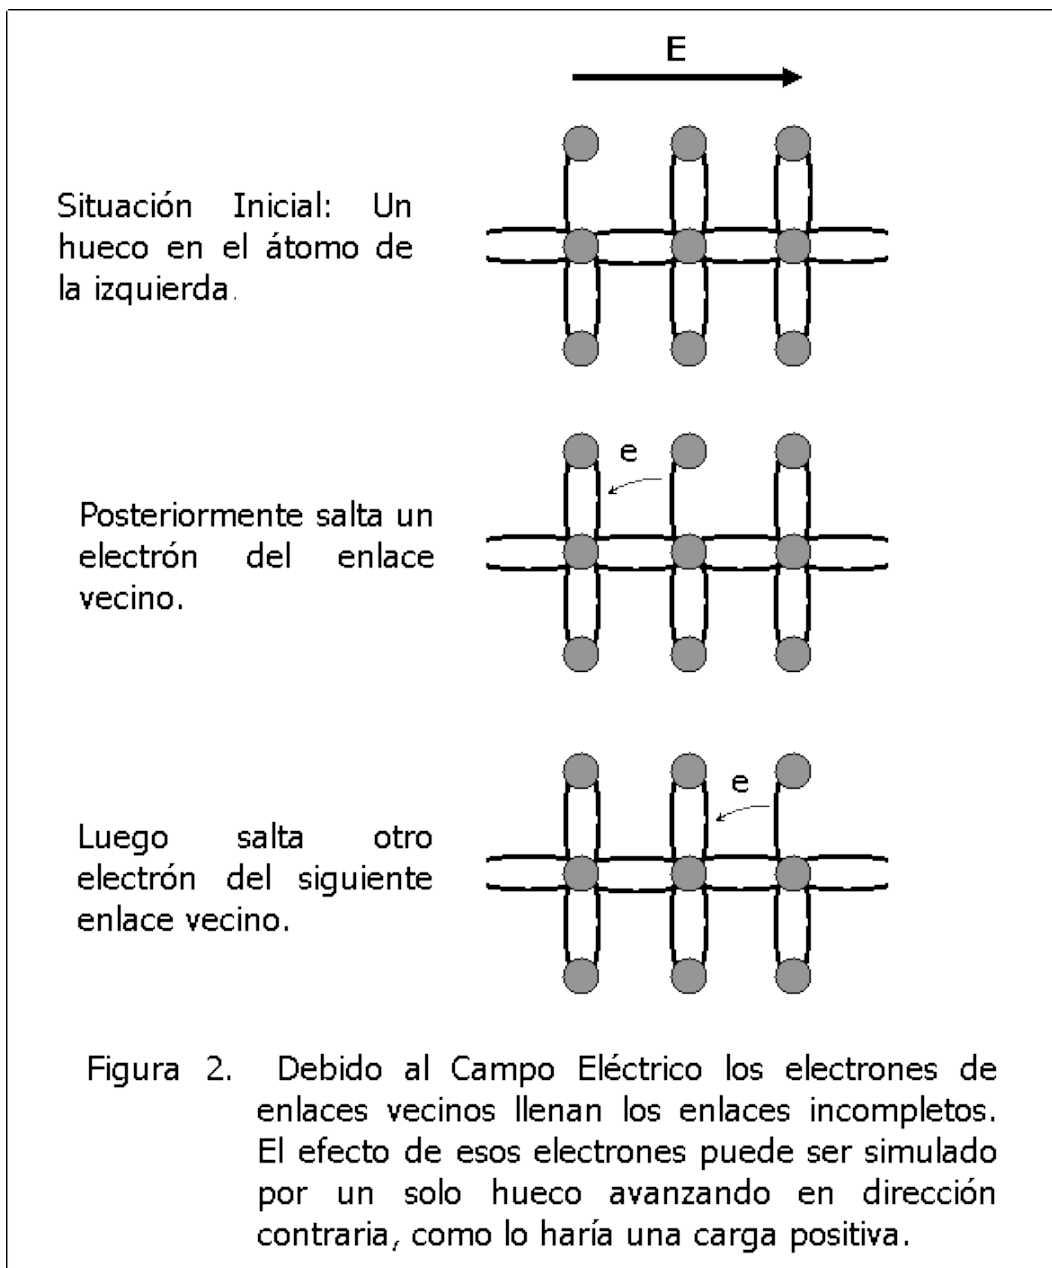 E
Situación Inicial: Un
hueco en el átomo de
la izquierda.
e
Posteriormente salta un
electrón del enlace
vecino.
e
Luego salta otro
electrón del siguiente
enlace vecino.
Figura 2. Debido al Campo Eléctrico los electrones de
enlaces vecinos llenan los enlaces incompletos.
El efecto de esos electrones puede ser simulado
por un solo hueco avanzando en dirección
contraria, como lo haría una carga positiva.